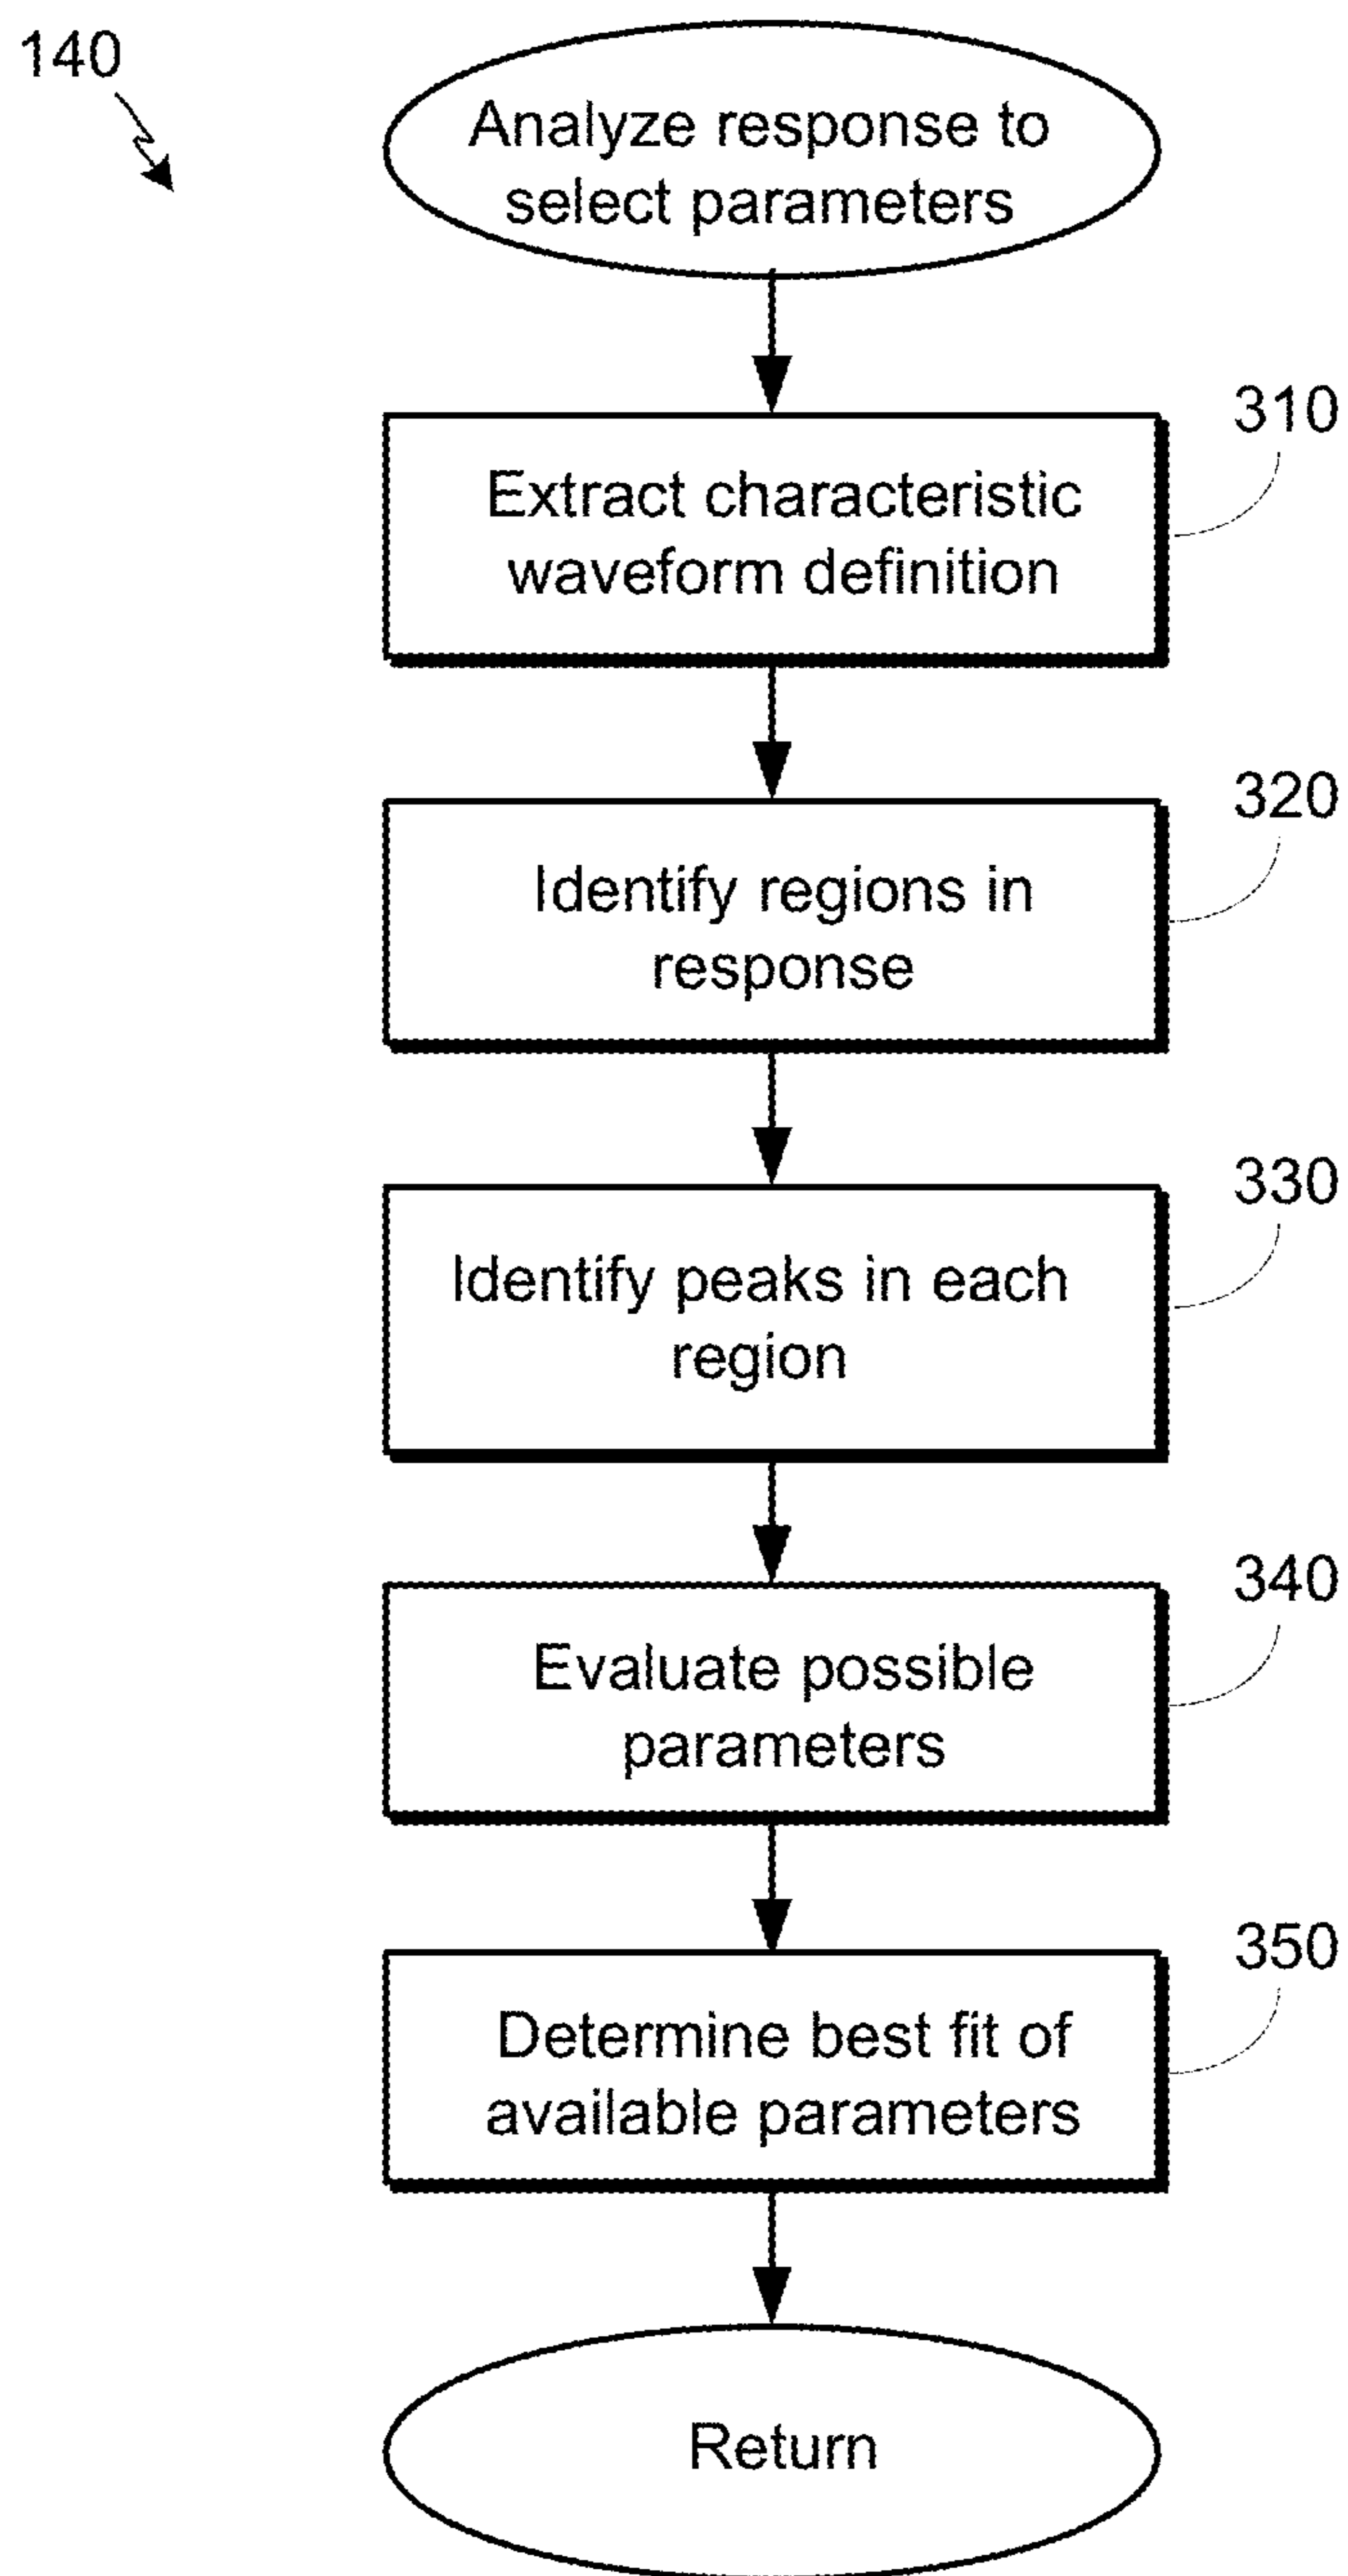 140
Analyze response to
select parameters
310
Extract characteristic
waveform definition
320
Identify regions in
response
330
Identify peaks in each
region
340
Evaluate possible
parameters
350
Determine best fit of
available parameters
Return